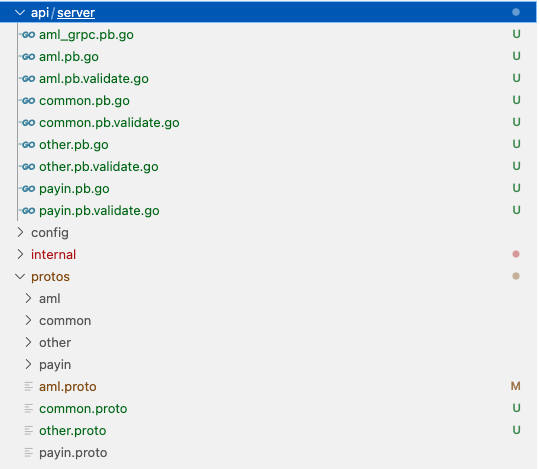 api/server
aml_grpc.pb.go U
aml.pb.go U
aml.pb.validate.go U
common.pb.go U
common.pb.validate.go U
other.pb.go U
other.pb.validate.go U
payin.pb.go U
payin.pb.validate.go U
config
internal
protos
aml
common
other
payin
aml.proto M
common.proto U
other.proto U
payin.proto